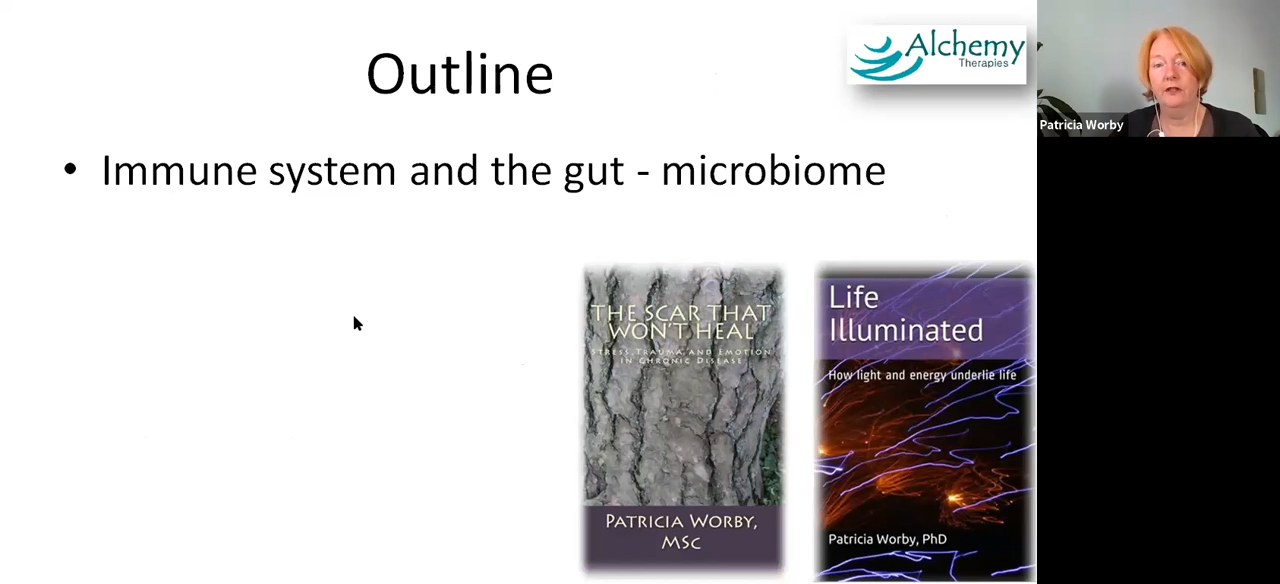 Outline
Alchemy
Therapies
Patricia Worby
• Immune system and the gut - microbiome
THE SCAR THAT
WON'T HEAL
STRESS, TRAUMA AND EMOTION
IN CHRONIC DISEASE
PATRICIA WORBY,
MSC
Life
Illuminated
How light and energy underlie life
Patricia Worby, PhD